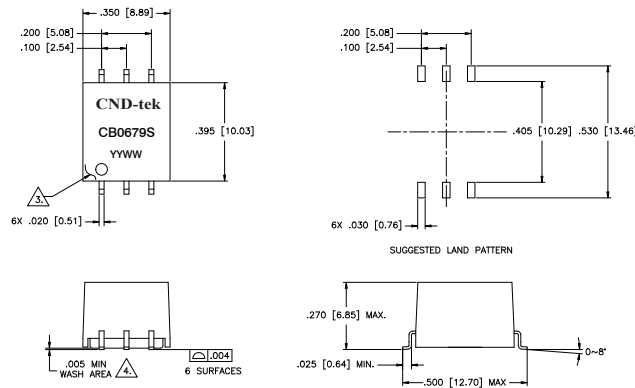 .350 [8.89]
.200 [5.08]
.100 [2.54]
CND-tek
CB0679S
YYWW
.395 [10.03]
3.
6X .020 [0.51]
.200 [5.08]
.100 [2.54]
.405 [10.29]
.530 [13.46]
6X .030 [0.76]
SUGGESTED LAND PATTERN
.005 MIN
WASH AREA
4.
.004
6 SURFACES
.270 [6.85] MAX.
.025 [0.64] MIN.
.500 [12.70] MAX
0~8°